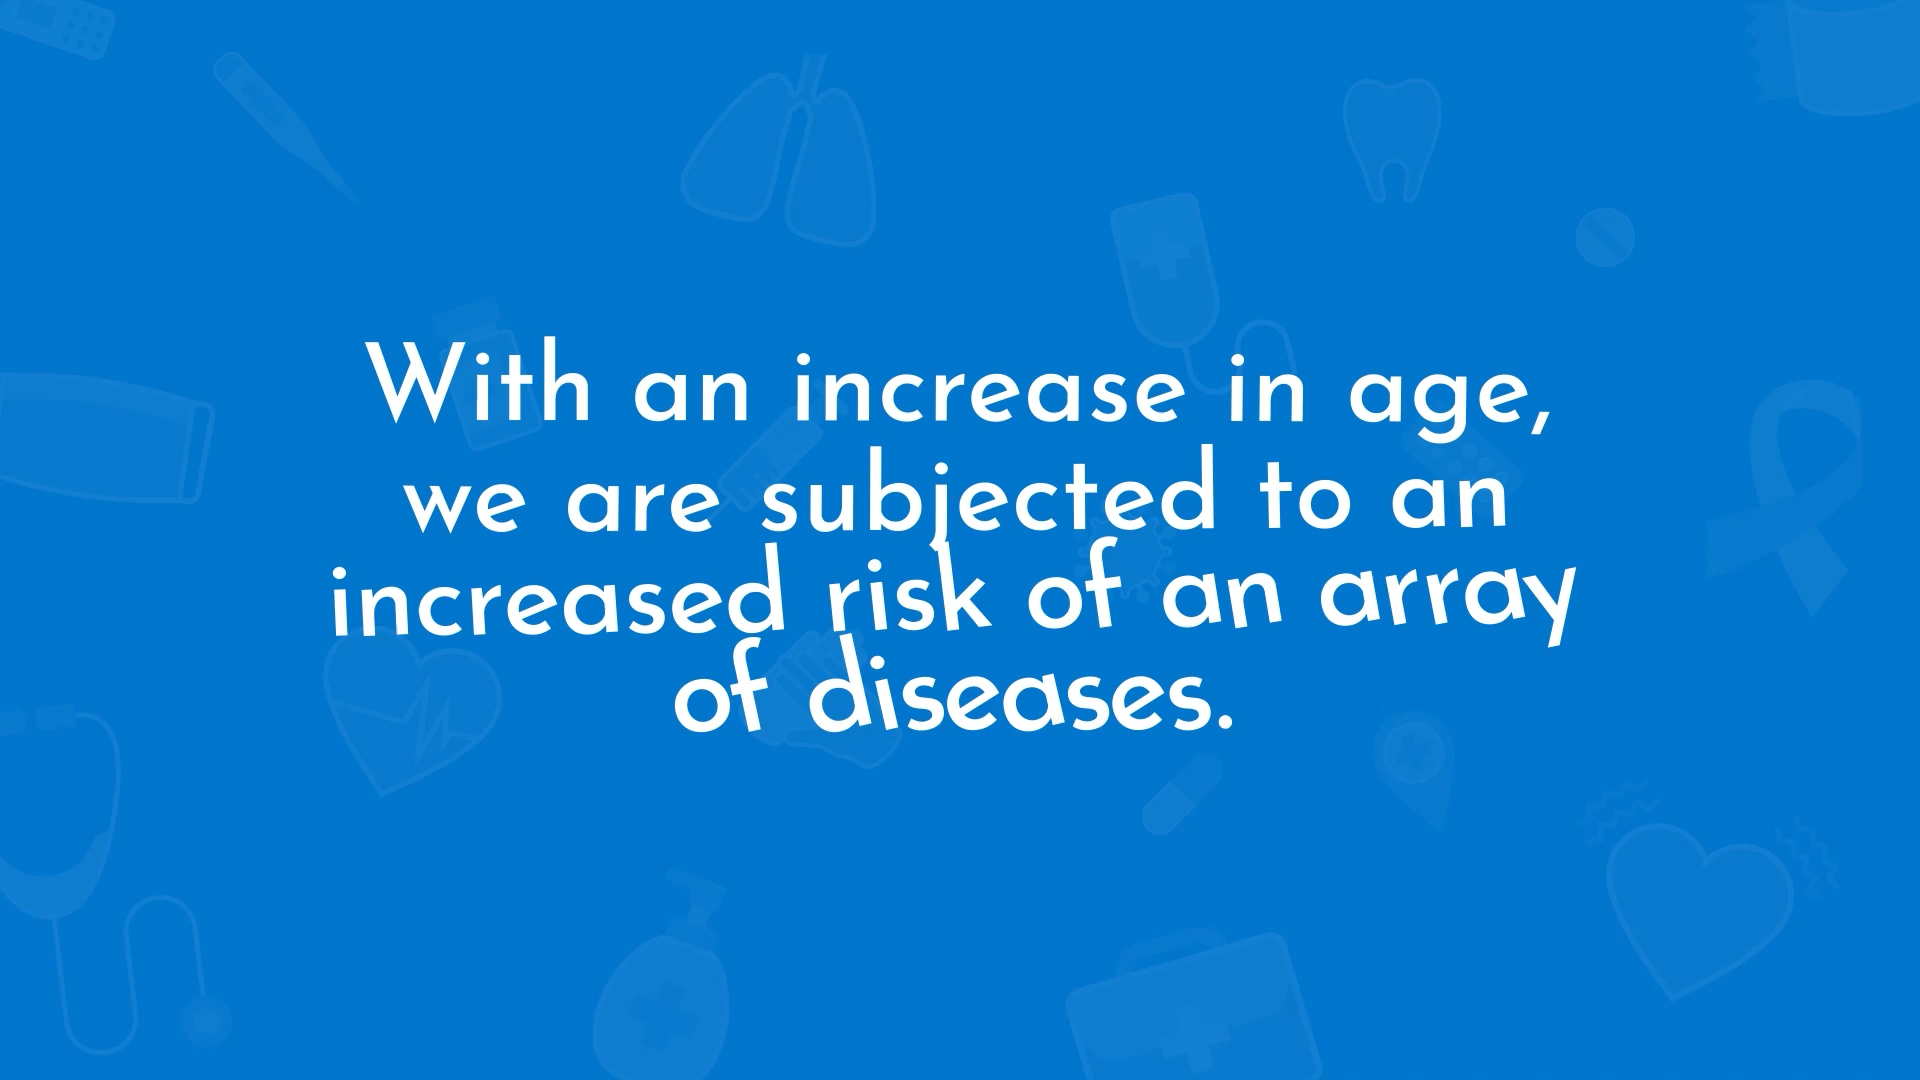 With an increase in age,
we are subjected to an
increased risk of an array
of diseases.